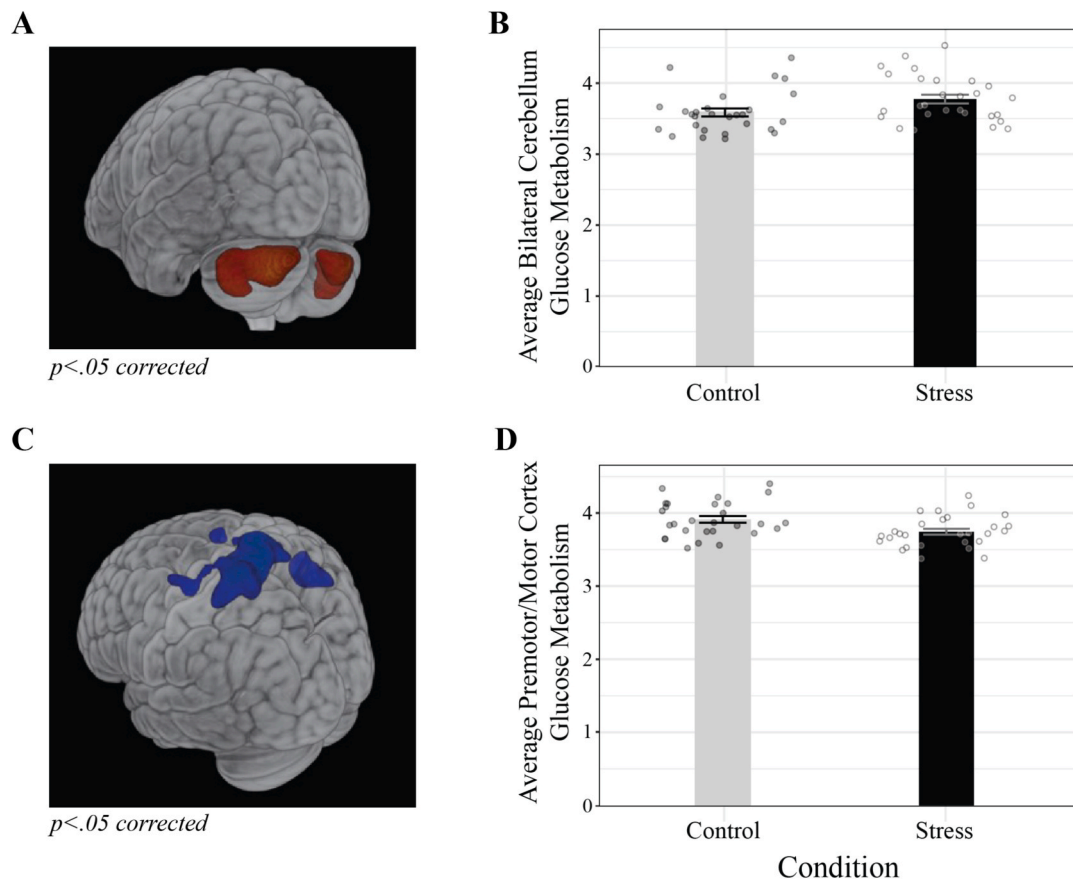 A
p<.05 corrected
B
Average Bilateral Cerebellum
Glucose Metabolism
4
3
2
1
0
Control Stress
C
p<.05 corrected
D
Average Premotor/Motor Cortex
Glucose Metabolism
4
3
2
1
0
Control Stress
Condition